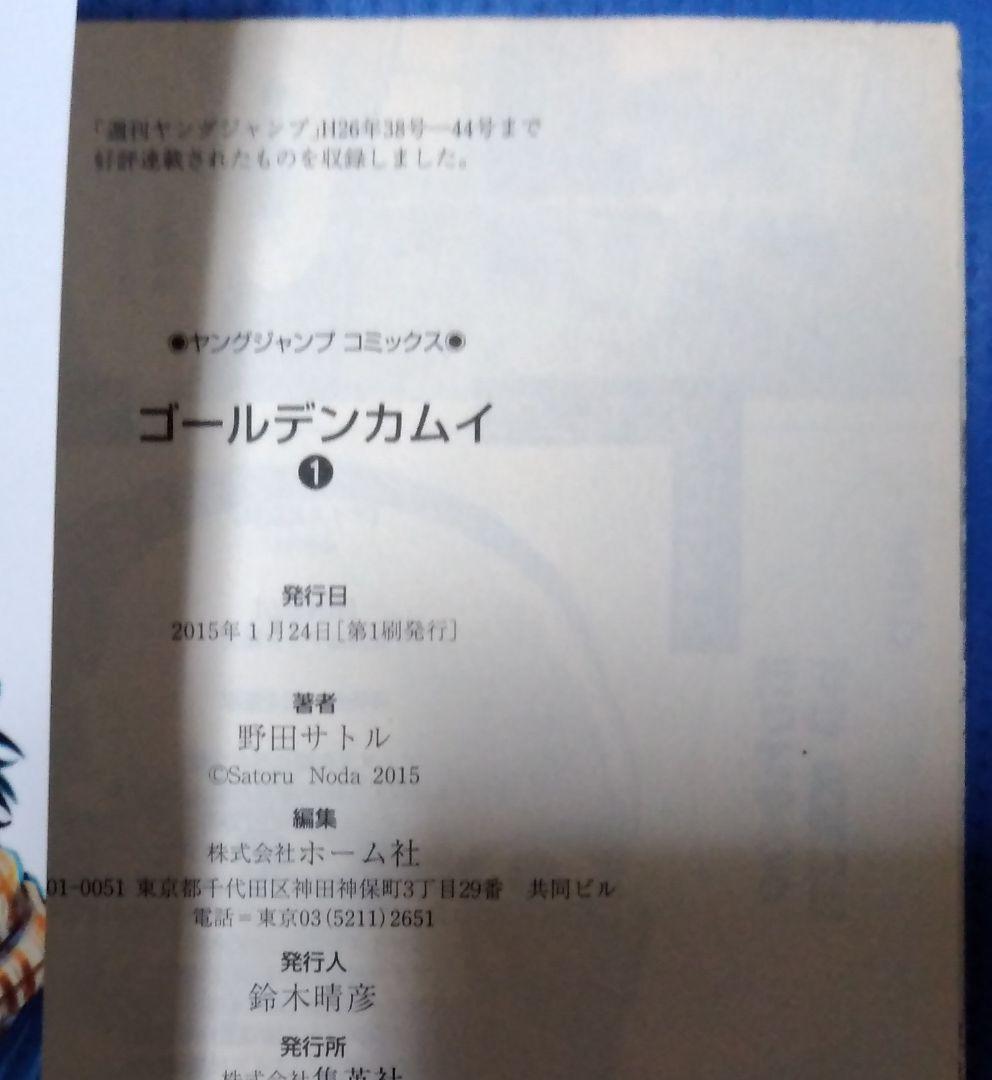 「週刊ヤングジャンプ」H26年38号―44号まで
好評連載されたものを収録しました。
◉ヤングジャンプ コミックス◉
ゴールデンカムイ
❶
発行日
2015年1月24日[第1刷発行]
著者
野田サトル
©Satoru Noda 2015
編集
株式会社ホーム社
01-0051 東京都千代田区神田神保町3丁目29番 共同ビル
電話=東京03(5211)2651
発行人
鈴木晴彦
発行所
株式会社集英社